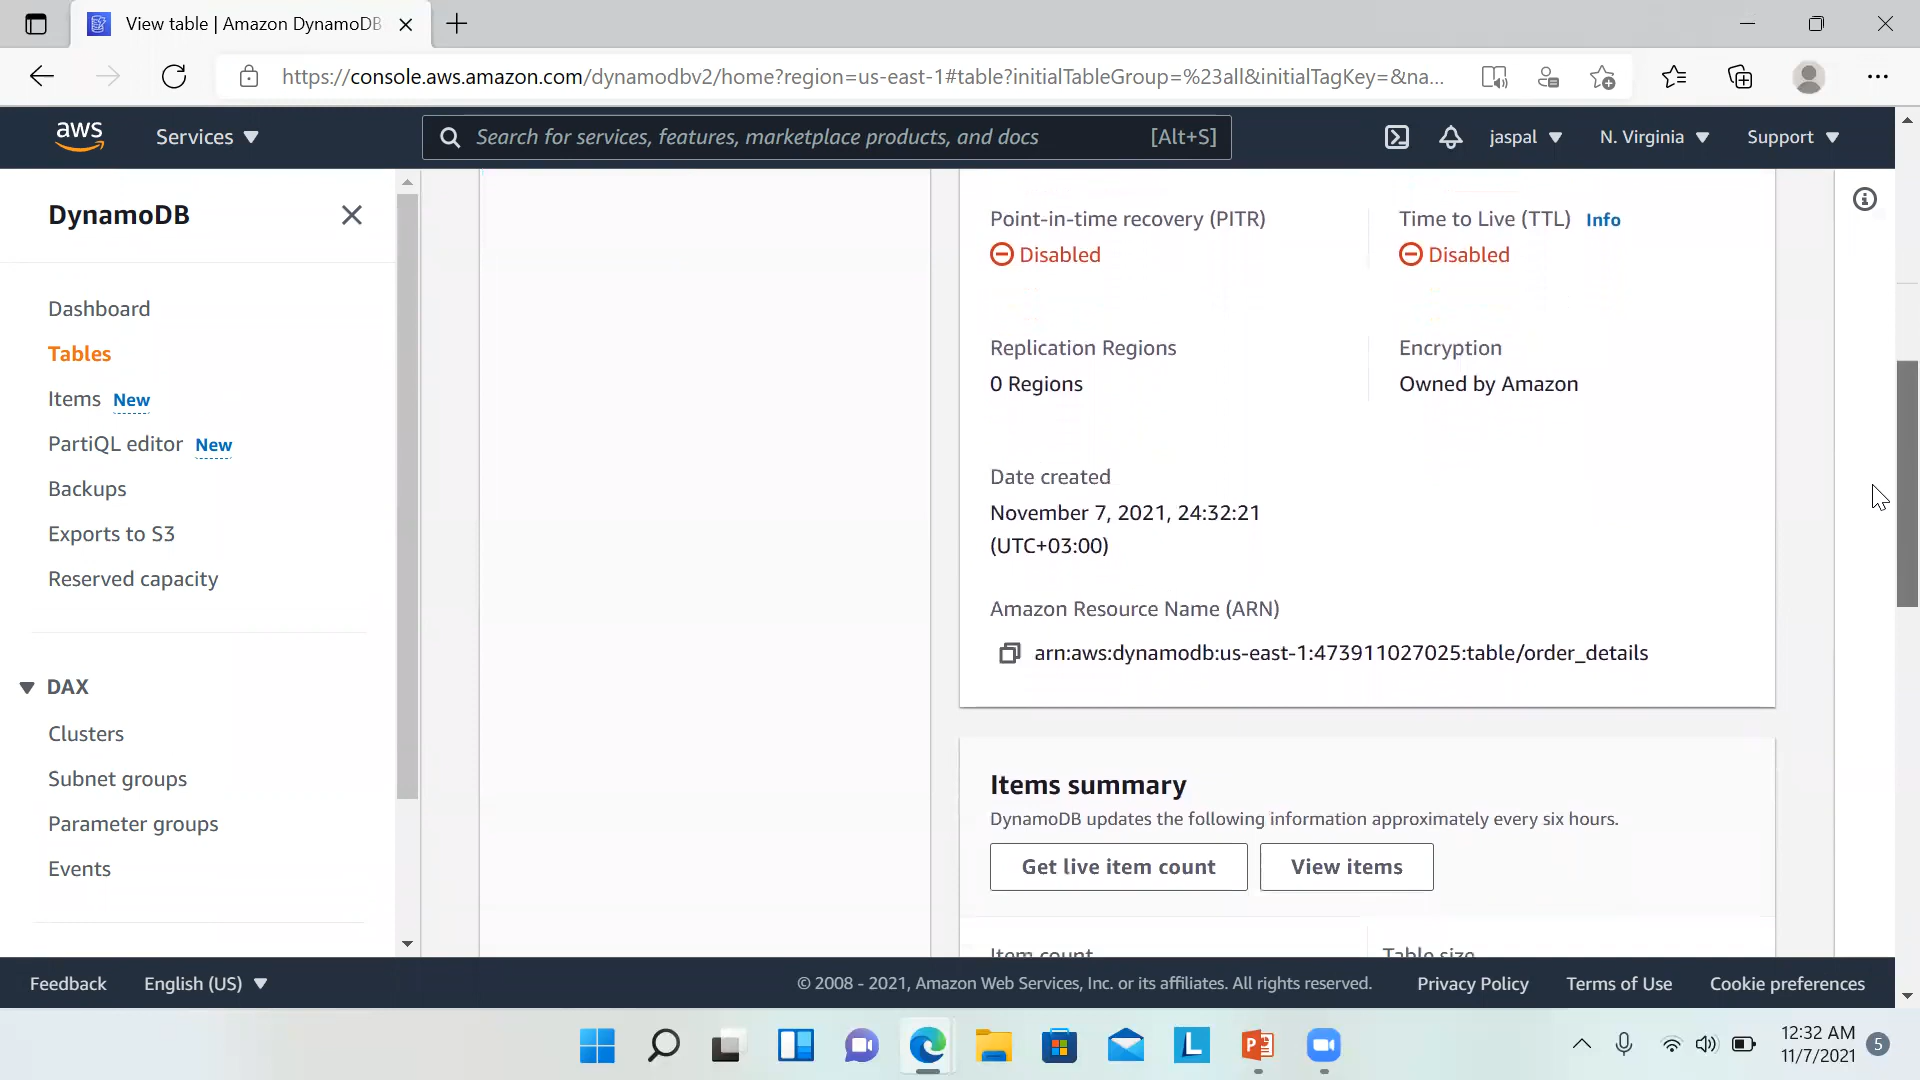 View table | Amazon DynamoDB
https://console.aws.amazon.com/dynamodbv2/home?region=us-east-1#table?initialTableGroup=%23all&initialTagKey=&na...
aws
Services
Search for services, features, marketplace products, and docs
[Alt+S]
jaspal
N. Virginia
Support
DynamoDB
Dashboard
Tables
Items New
PartiQL editor New
Backups
Exports to S3
Reserved capacity
DAX
Clusters
Subnet groups
Parameter groups
Events
Point-in-time recovery (PITR)
Disabled
Time to Live (TTL) Info
Disabled
Replication Regions
0 Regions
Encryption
Owned by Amazon
Date created
November 7, 2021, 24:32:21
(UTC+03:00)
Amazon Resource Name (ARN)
arn:aws:dynamodb:us-east-1:473911027025:table/order_details
Items summary
DynamoDB updates the following information approximately every six hours.
Get live item count
View items
Item count
Table size
Feedback
English (US)
© 2008 - 2021, Amazon Web Services, Inc. or its affiliates. All rights reserved.
Privacy Policy
Terms of Use
Cookie preferences
L
P
12:32 AM
11/7/2021
5